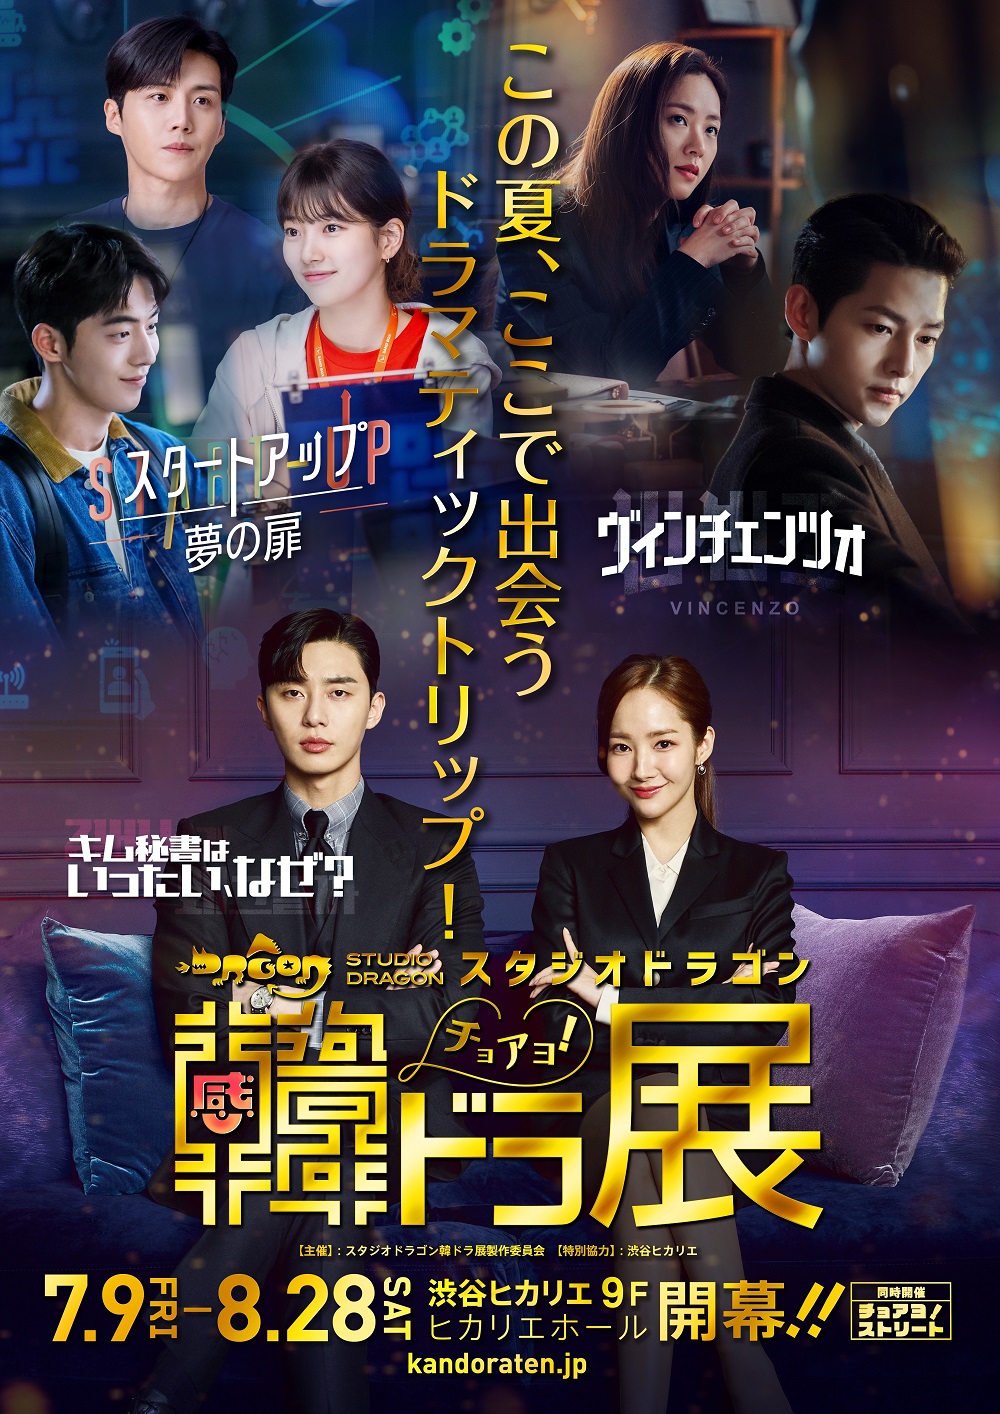 この夏、ここで出会う
ドラマティックトリップ！
START-UP
スタートアップ
夢の扉
ヴィンチェンツォ
VINCENZO
キム秘書は
いったい、なぜ？
DRAGON
STUDIO
DRAGON
スタジオドラゴン
チョアヨ！
韓ドラ展
感
【主催】：スタジオドラゴン韓ドラ展製作委員会 【特別協力】：渋谷ヒカリエ
7.9 FRI－8.28 SAT
渋谷ヒカリエ 9F
ヒカリエホール
開幕!!
同時開催
チョアヨ！
ストリート
kandoraten.jp